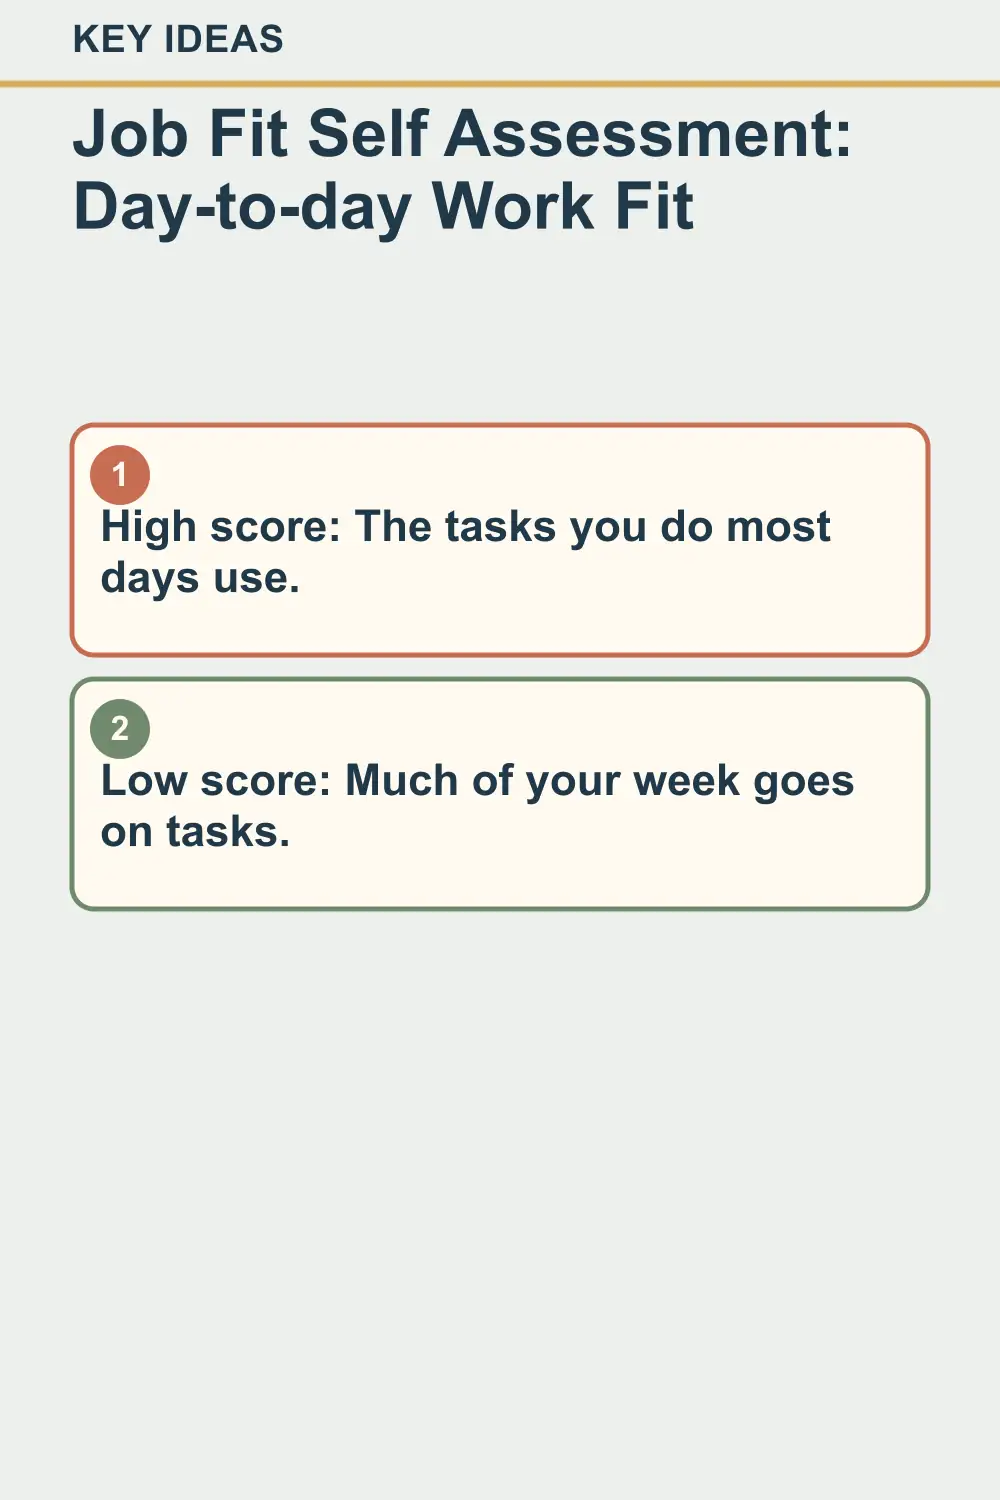 KEY IDEAS
Job Fit Self Assessment:
Day-to-day Work Fit
1
High score: The tasks you do most
days use.
2
Low score: Much of your week goes
on tasks.